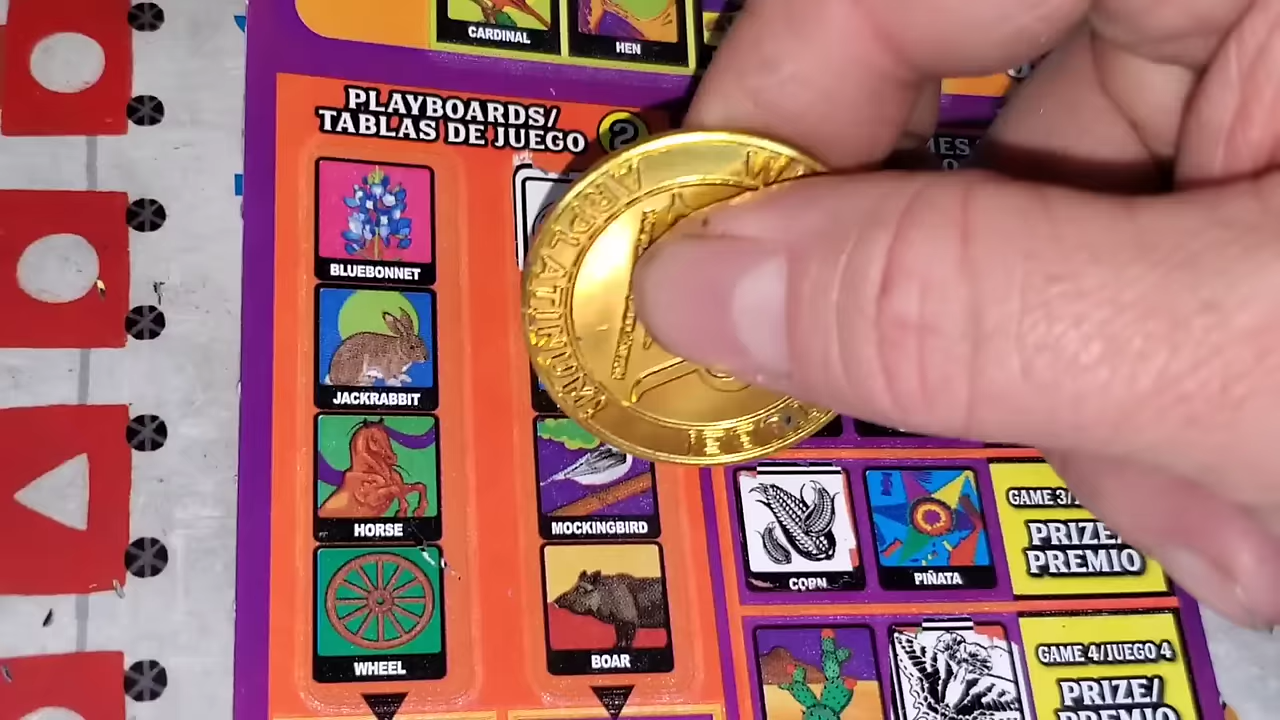 CARDINAL
HEN
PLAYBOARDS/
TABLAS DE JUEGO
2
BLUEBONNET
JACKRABBIT
HORSE
MOCKINGBIRD
WHEEL
BOAR
CORN
PIÑATA
PRIZE/
PREMIO
GAME 4/JUEGO 4
PRIZE/
PREMIO